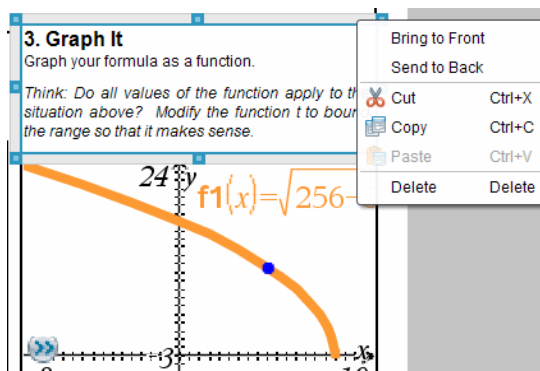 3. Graph It
Graph your formula as a function.
Think: Do all values of the function apply to
situation above? Modify the function t to
the range so that it makes sense.
Bring to Front
Send to Back
Cut Ctrl+X
Copy Ctrl+C
Paste Ctrl+V
Delete Delete
24 y
f1(x)=√256-
x
-3